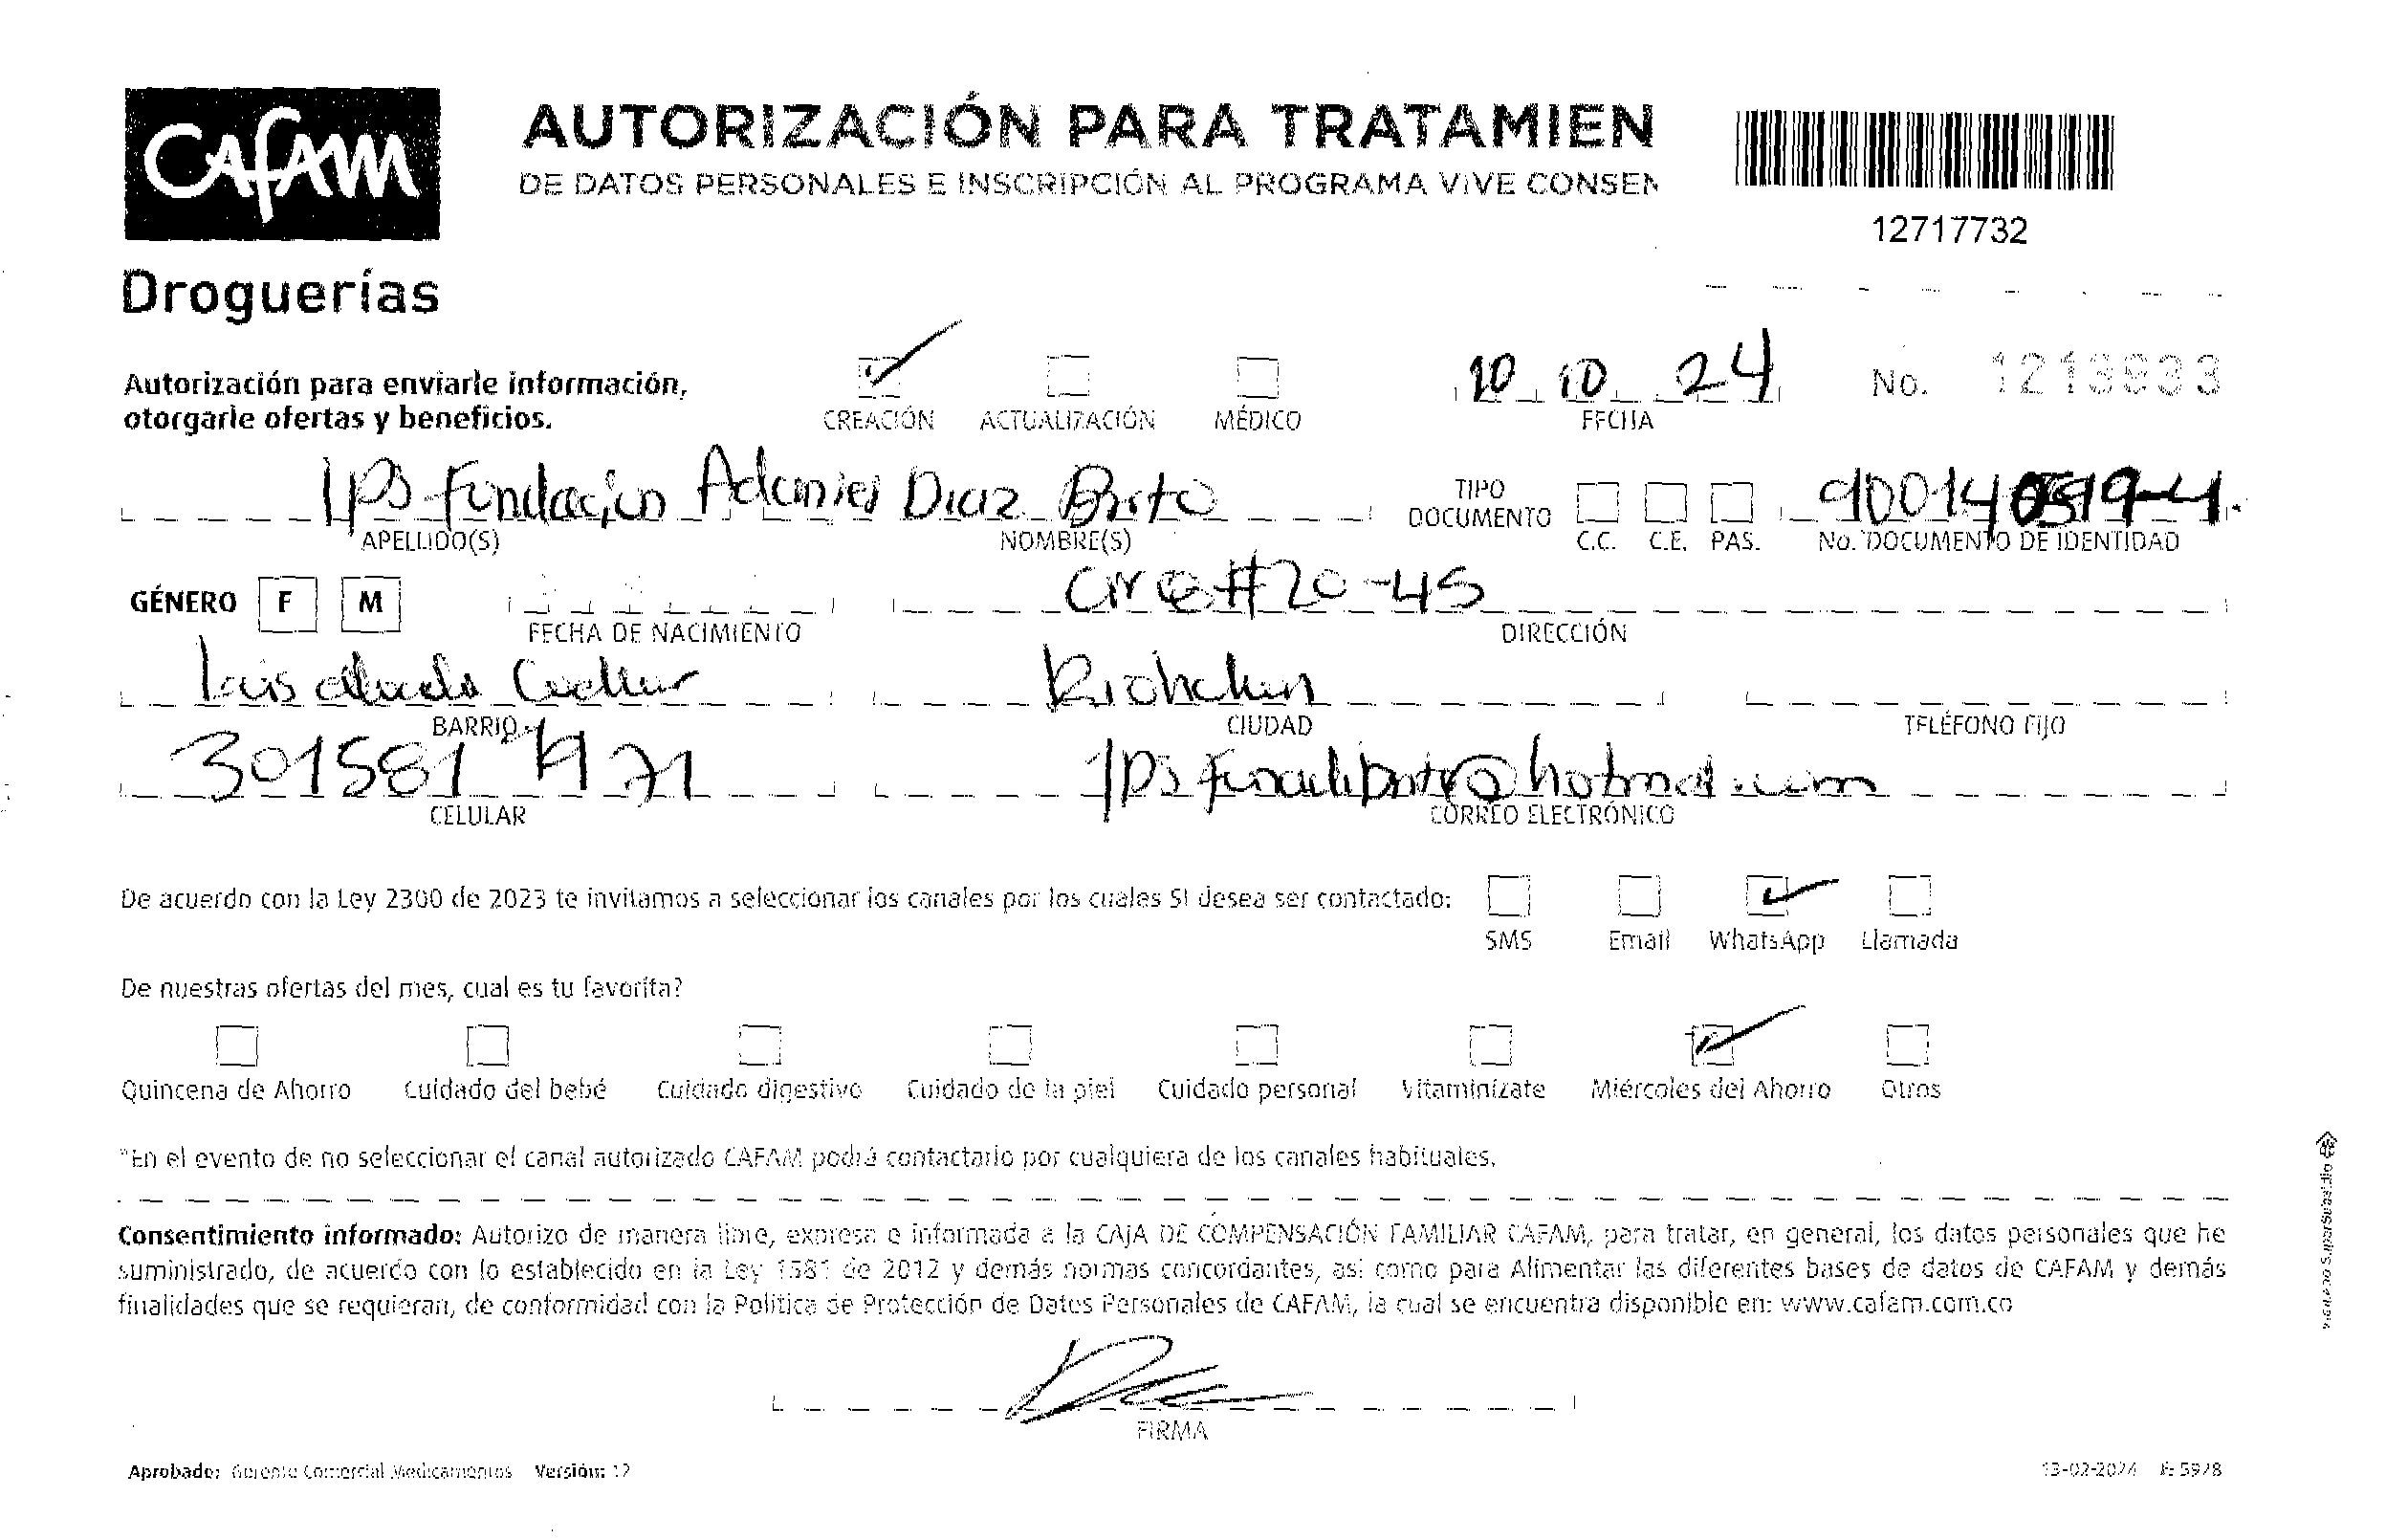 CAFAM
Droguerías
AUTORIZACIÓN PARA TRATAMIEN
DE DATOS PERSONALES E INSCRIPCIÓN AL PROGRAMA VIVE CONSEN
12717732
Autorización para enviarle información,
otorgarle ofertas y beneficios.
CREACIÓN ACTUALIZACIÓN MÉDICO
10 10 24
FECHA
No.
IPS Fundacion Diaz Brito
APELLIDO(S) NOMBRE(S)
TIPO DOCUMENTO C.C. C.E. PAS.
No. DOCUMENTO DE IDENTIDAD
GÉNERO F M
FECHA DE NACIMIENTO
#20-45
DIRECCIÓN
Luis Cuellar
BARRIO
Riohacha
CIUDAD
TELÉFONO FIJO
301581
CELULAR
CORREO ELECTRÓNICO
De acuerdo con la Ley 2300 de 2023 te invitamos a seleccionar los canales por los cuales SI desea ser contactado:
SMS Email WhatsApp Llamada
De nuestras ofertas del mes, cual es tu favorita?
Quincena de Ahorro Cuidado del bebé Cuidado digestivo Cuidado de la piel Cuidado personal Vitaminízate Miércoles del Ahorro Otros
*En el evento de no seleccionar el canal autorizado CAFAM podrá contactarlo por cualquiera de los canales habituales.
Consentimiento informado: Autorizo de manera libre, expresa e informada a la CAJA DE COMPENSACIÓN FAMILIAR CAFAM, para tratar, en general, los datos personales que he
suministrado, de acuerdo con lo establecido en la Ley 1581 de 2012 y demás normas concordantes, así como para Alimentar las diferentes bases de datos de CAFAM y demás
finalidades que se requieran, de conformidad con la Política de Protección de Datos Personales de CAFAM, la cual se encuentra disponible en: www.cafam.com.co
FIRMA
Aprobado: Gerente Comercial Medicamentos Versión: 12
13-02-2024
VIGILADO SuperSubsidio